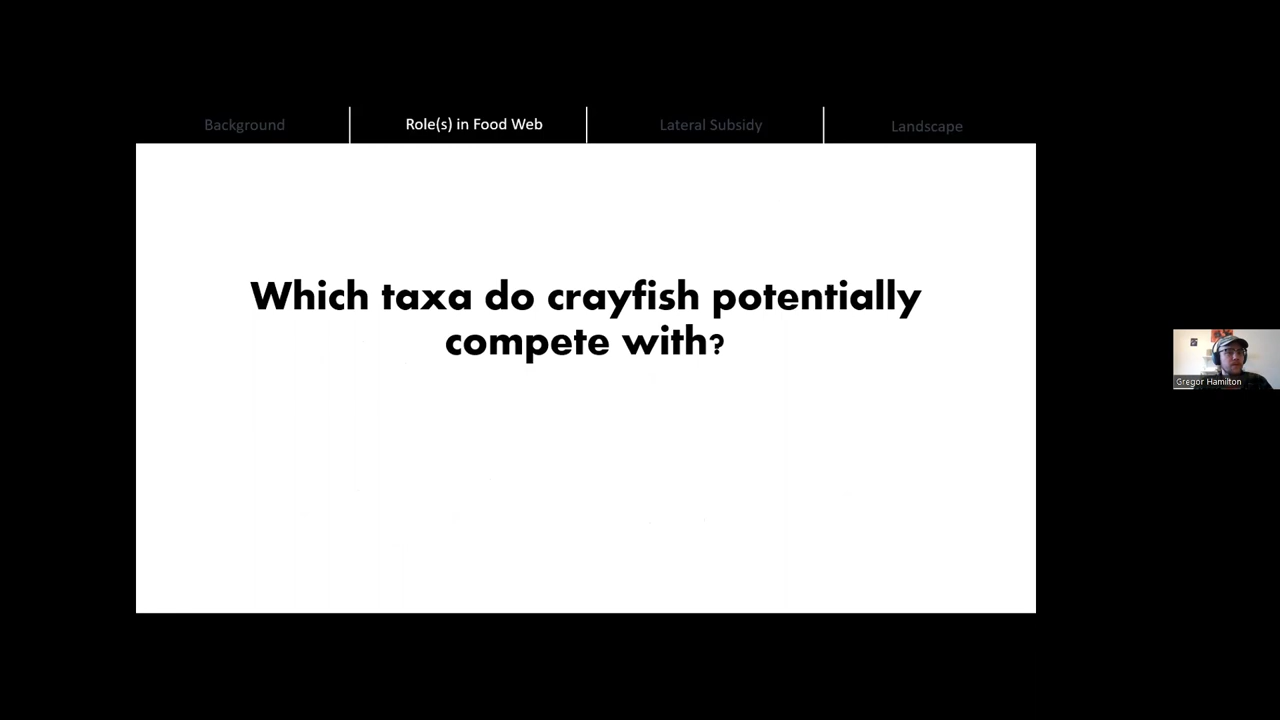 Background
Role(s) in Food Web
Lateral Subsidy
Landscape
Which taxa do crayfish potentially
compete with?
Gregor Hamilton